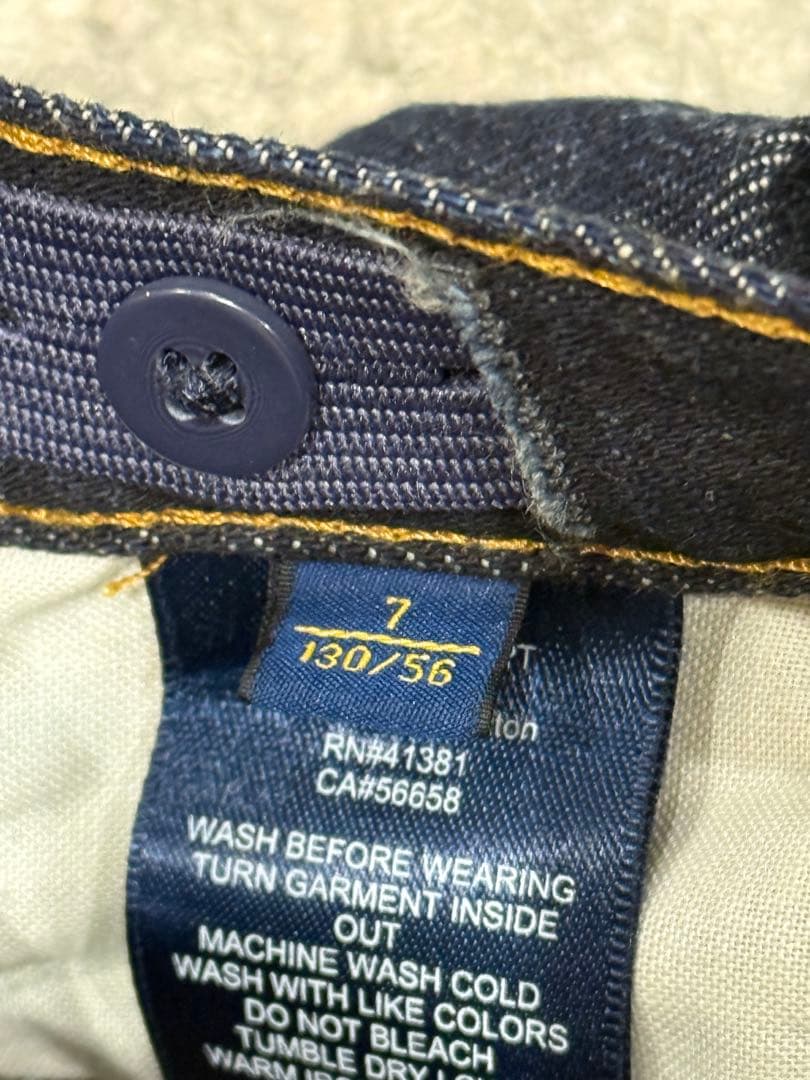 7
130/56
RN#41381
CA#56658
WASH BEFORE WEARING
TURN GARMENT INSIDE
OUT
MACHINE WASH COLD
WASH WITH LIKE COLORS
DO NOT BLEACH
TUMBLE DRY
WARM